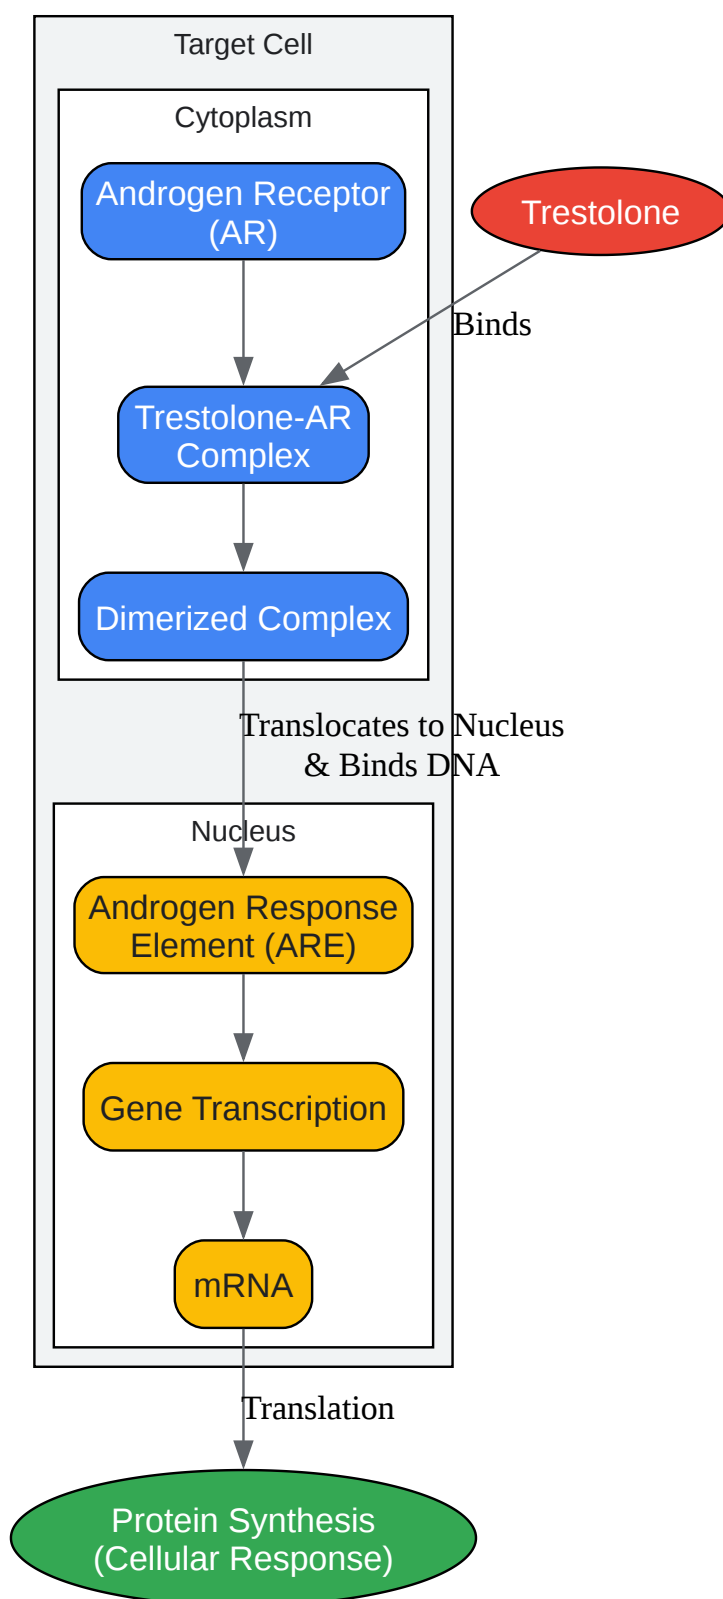 Target Cell
Cytoplasm
Androgen Receptor
(AR)
Trestolone
Binds
Trestolone-AR
Complex
Dimerized Complex
Translocates to Nucleus
& Binds DNA
Nucleus
Androgen Response
Element (ARE)
Gene Transcription
mRNA
Translation
Protein Synthesis
(Cellular Response)